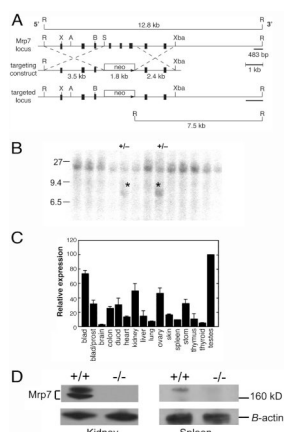 A
5' 3'
R 12.8 kb R
Mrp7 locus
R X A B S Xba R
483 bp
1 kb
targeting construct
neo
3.5 kb 1.8 kb 2.4 kb
R X A B Xba R
targeted locus
neo
R R
7.5 kb
B
+/– +/–
27
9.4
6.5
*
*
C
Relative expression
120
100
80
60
40
20
0
blad
blad/prost
brain
colon
duod
heart
kidney
liver
lung
ovary
skin
spleen
stom
thymus
thyroid
testes
D
+/+ -/- +/+ -/-
Mrp7
160 kD
B-actin
Kidney Spleen